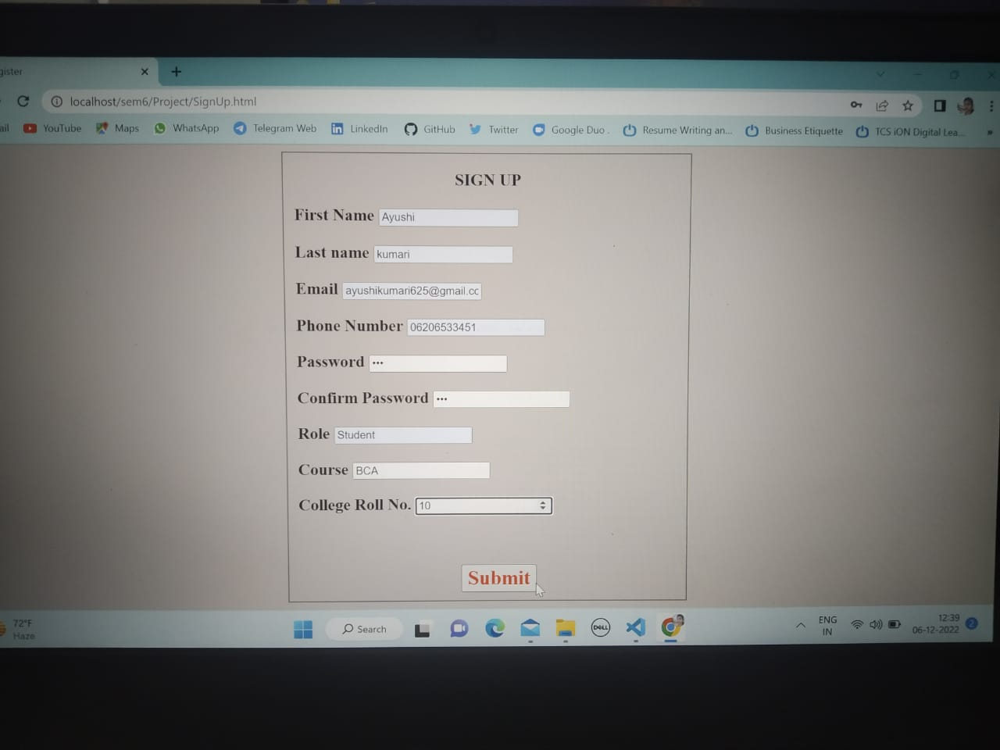 gister
localhost/sem6/Project/SignUp.html
ail YouTube Maps WhatsApp Telegram Web LinkedIn GitHub Twitter Google Duo . Resume Writing an... Business Etiquette TCS iON Digital Lea... »
SIGN UP
First Name Ayushi
Last name kumari
Email ayushikumari625@gmail.cc
Phone Number 06206533451
Password •••
Confirm Password •••
Role Student
Course BCA
College Roll No. 10
Submit
72°F
Haze
Search
DELL
ENG
IN
12:39
06-12-2022
2